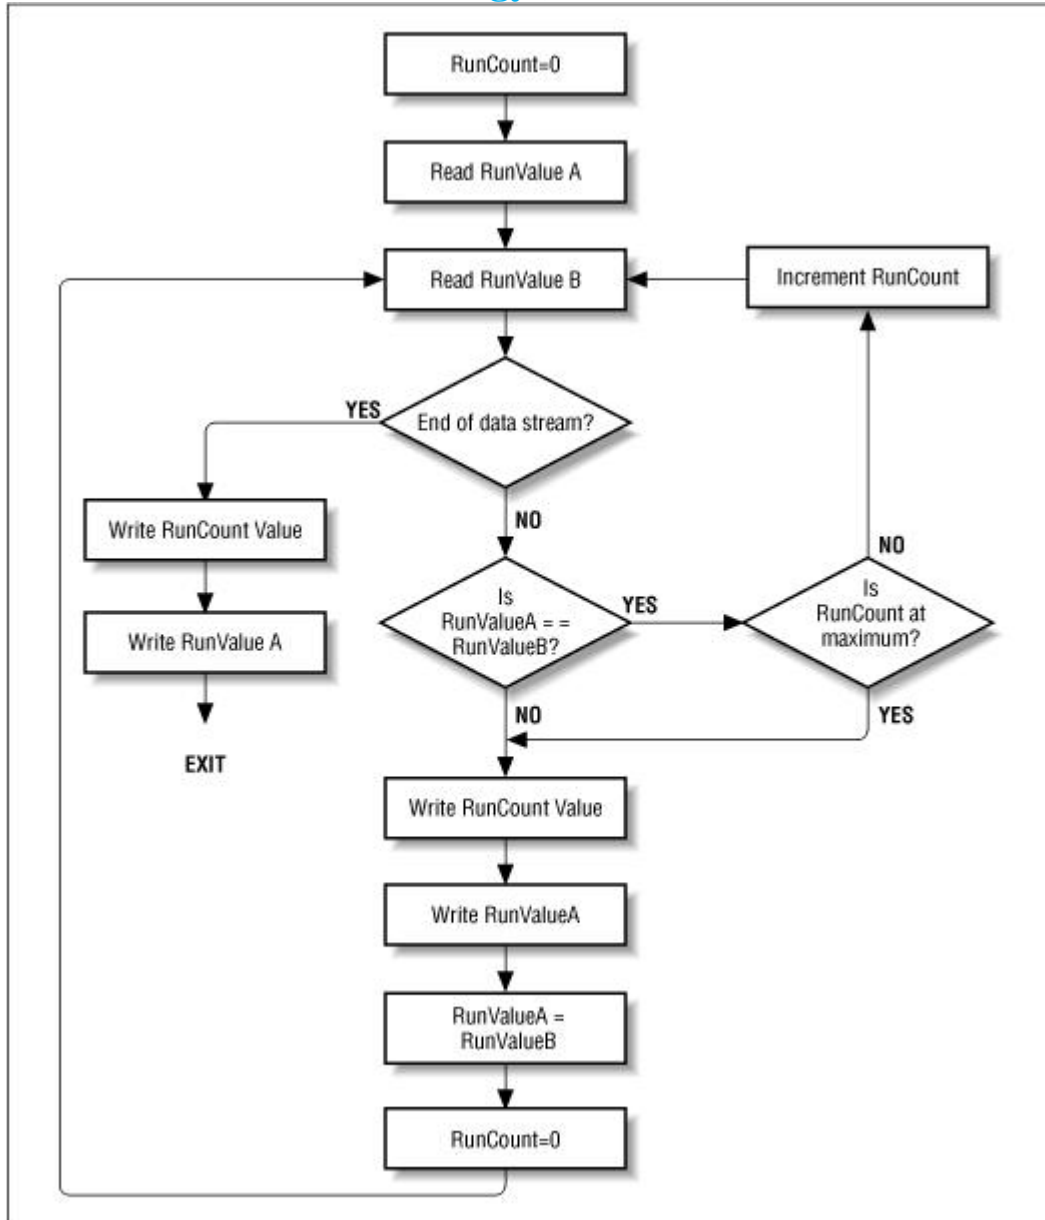 RunCount=0
Read RunValue A
Read RunValue B
Increment RunCount
End of data stream?
YES
NO
Write RunCount Value
Write RunValue A
EXIT
Is
RunValueA = =
RunValueB?
YES
NO
Is
RunCount at
maximum?
NO
YES
Write RunCount Value
Write RunValueA
RunValueA =
RunValueB
RunCount=0